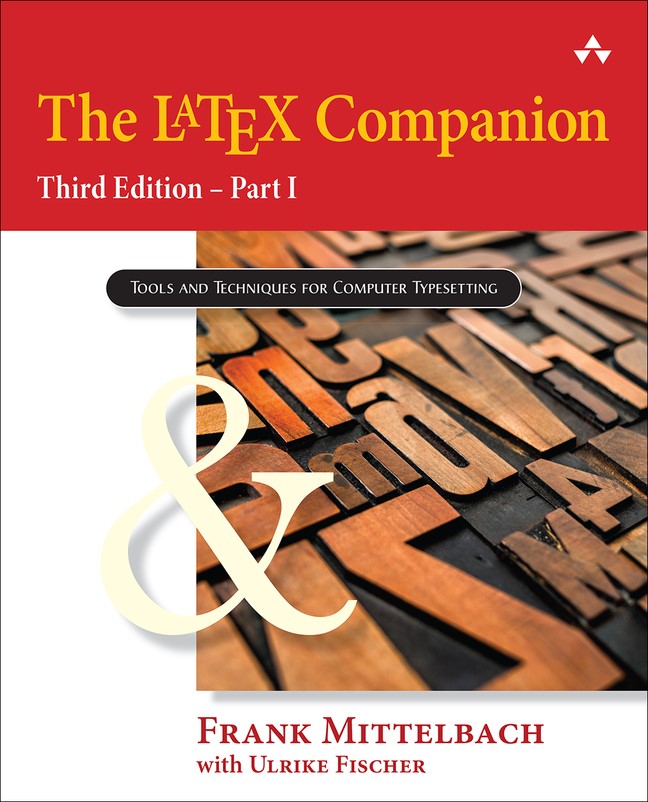 The LATEX Companion
Third Edition – Part I
Tools and Techniques for Computer Typesetting
&
Frank Mittelbach
with Ulrike Fischer